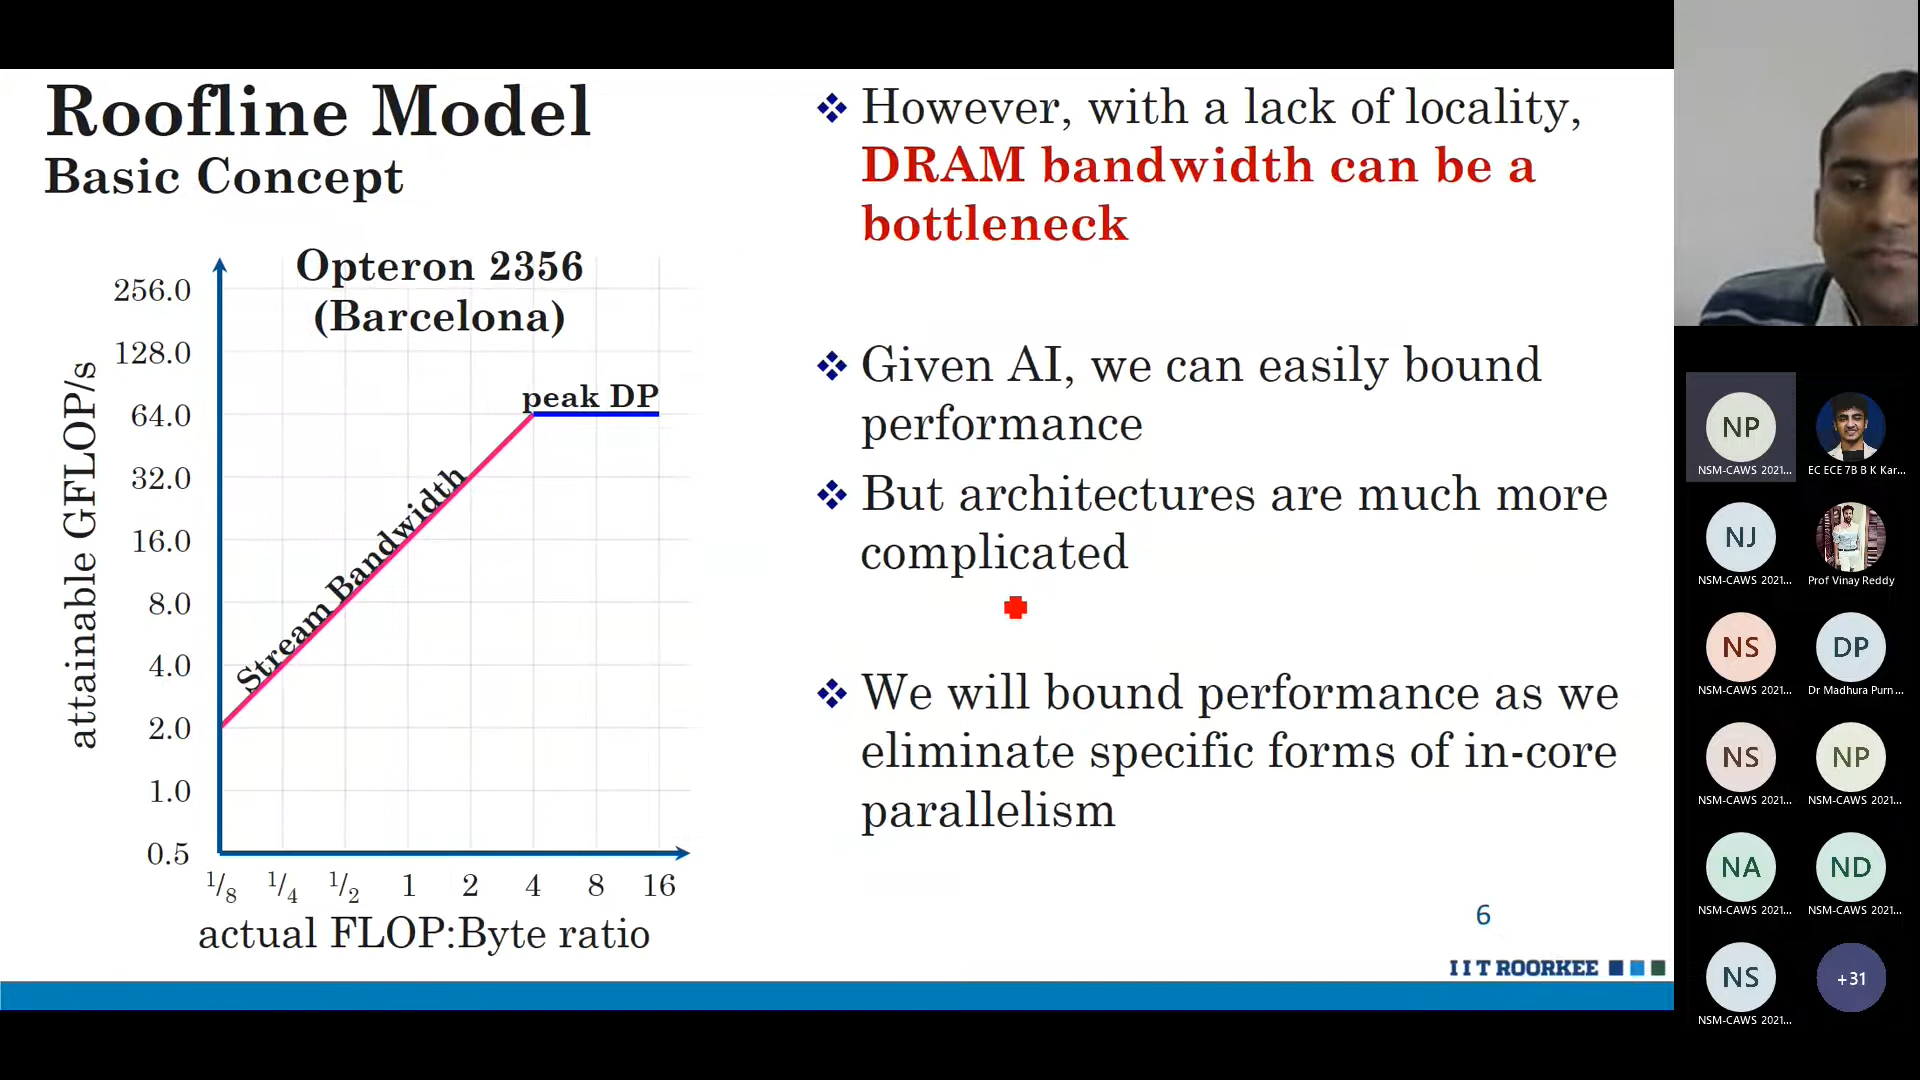 Roofline Model
Basic Concept
Opteron 2356
(Barcelona)
peak DP
Stream Bandwidth
attainable GFLOP/s
256.0
128.0
64.0
32.0
16.0
8.0
4.0
2.0
1.0
0.5
1/8 1/4 1/2 1 2 4 8 16
actual FLOP:Byte ratio
However, with a lack of locality,
DRAM bandwidth can be a
bottleneck
Given AI, we can easily bound
performance
But architectures are much more
complicated
We will bound performance as we
eliminate specific forms of in-core
parallelism
6
IIT ROORKEE
NP
NSM-CAWS 2021...
EC ECE 7B B K Kar...
NJ
NSM-CAWS 2021...
Prof Vinay Reddy
NS
NSM-CAWS 2021...
DP
Dr Madhura Purn...
NS
NSM-CAWS 2021...
NP
NSM-CAWS 2021...
NA
NSM-CAWS 2021...
ND
NSM-CAWS 2021...
NS
NSM-CAWS 2021...
+31